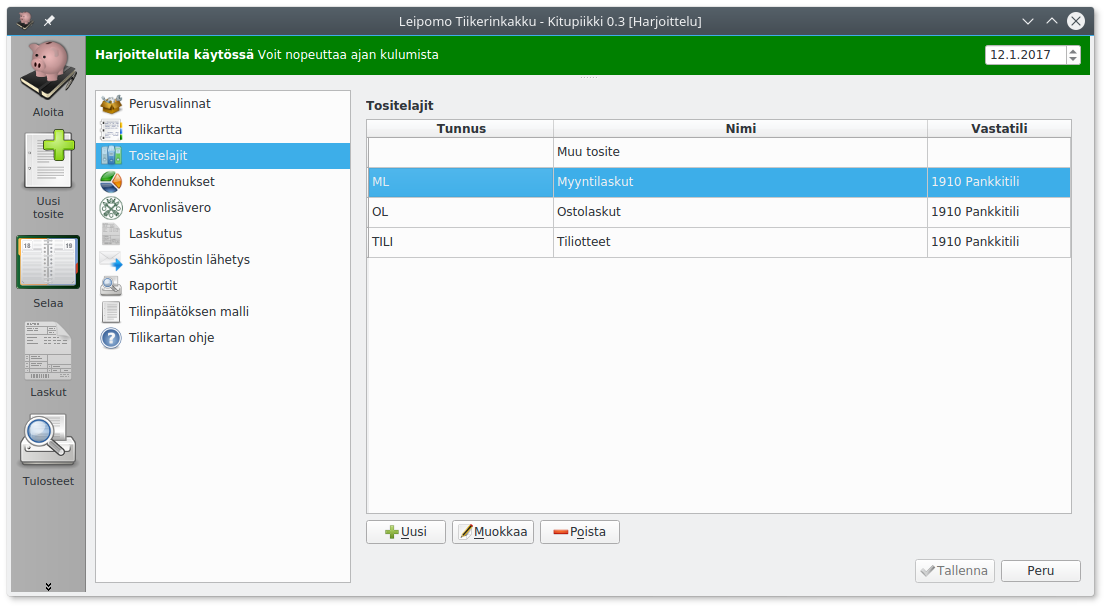 Leipomo Tiikerinkakku - Kitupiikki 0.3 [Harjoittelu]
Harjoittelutila käytössä Voit nopeuttaa ajan kulumista
12.1.2017
Aloita
Uusi
tosite
18 19
Selaa
Laskut
Tulosteet
Perusvalinnat
Tilikartta
Tositelajit
Kohdennukset
Arvonlisävero
Laskutus
Sähköpostin lähetys
Raportit
Tilinpäätöksen malli
Tilikartan ohje
Tositelajit
Tunnus Nimi Vastatili
Muu tosite
ML Myyntilaskut 1910 Pankkitili
OL Ostolaskut 1910 Pankkitili
TILI Tiliotteet 1910 Pankkitili
Uusi Muokkaa Poista
Tallenna Peru